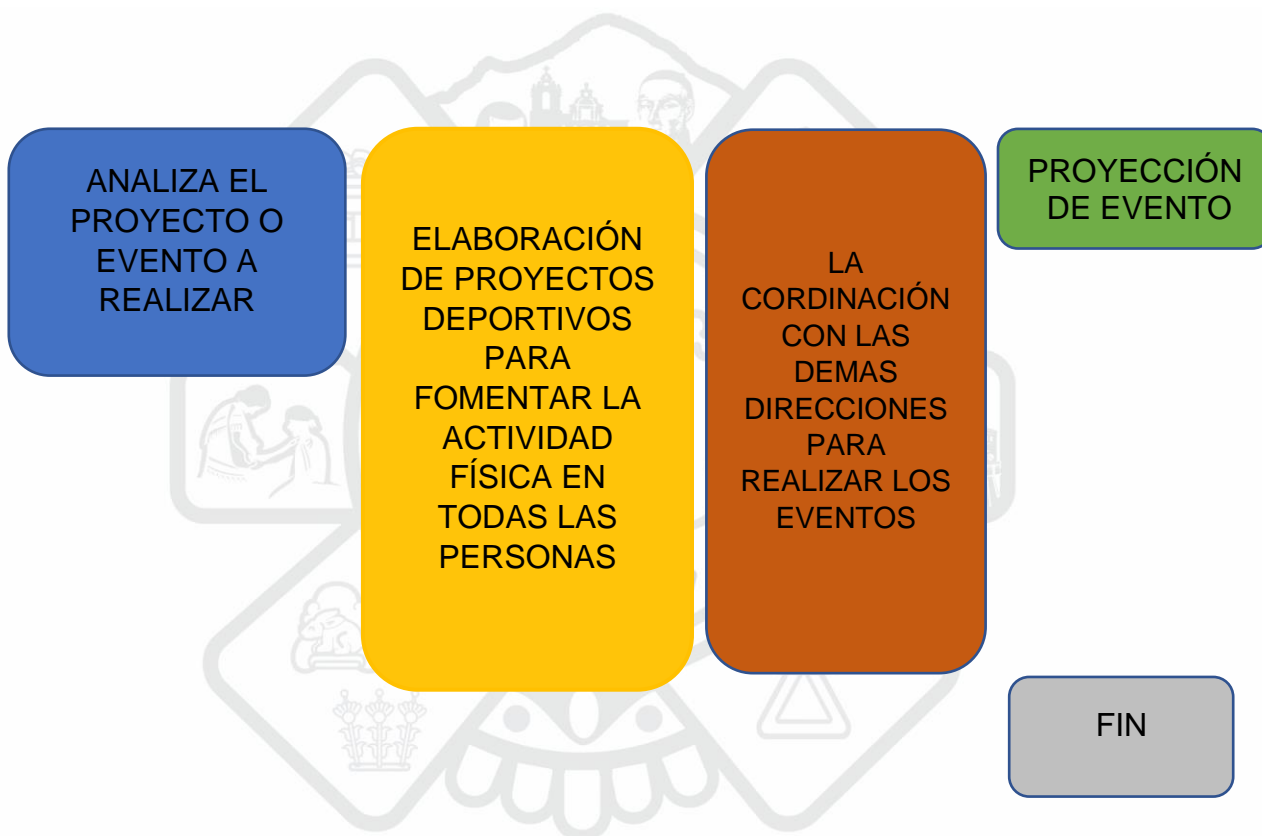 ANALIZA EL
PROYECTO O
EVENTO A
REALIZAR
ELABORACIÓN
DE PROYECTOS
DEPORTIVOS
PARA
FOMENTAR LA
ACTIVIDAD
FÍSICA EN
TODAS LAS
PERSONAS
LA
CORDINACIÓN
CON LAS
DEMAS
DIRECCIONES
PARA
REALIZAR LOS
EVENTOS
PROYECCIÓN
DE EVENTO
FIN